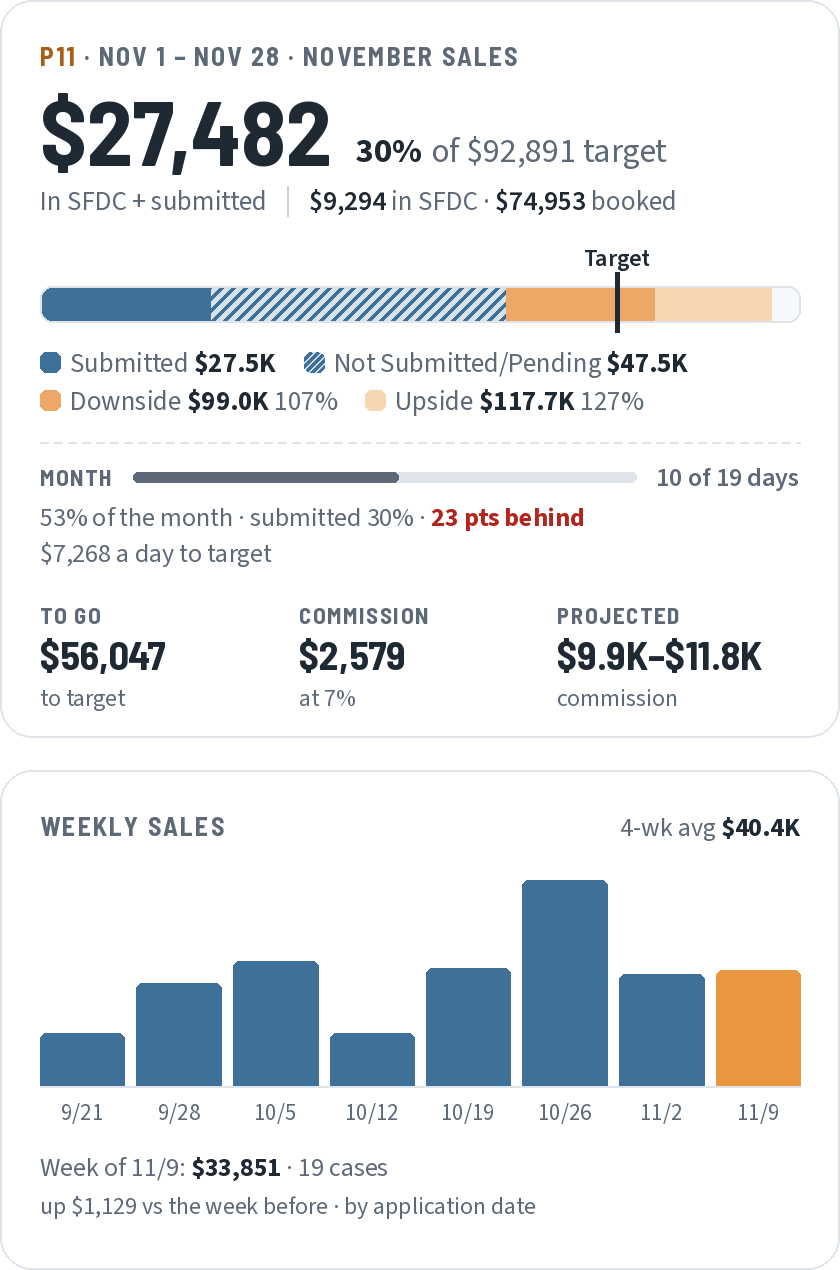 P11 · NOV 1 – NOV 28 · NOVEMBER SALES
$27,482 30% of $92,891 target
In SFDC + submitted $9,294 in SFDC · $74,953 booked
Target
Submitted $27.5K Not Submitted/Pending $47.5K
Downside $99.0K 107% Upside $117.7K 127%
MONTH 10 of 19 days
53% of the month · submitted 30% · 23 pts behind
$7,268 a day to target
TO GO COMMISSION PROJECTED
$56,047 $2,579 $9.9K–$11.8K
to target at 7% commission
WEEKLY SALES 4-wk avg $40.4K
9/21 9/28 10/5 10/12 10/19 10/26 11/2 11/9
Week of 11/9: $33,851 · 19 cases
up $1,129 vs the week before · by application date